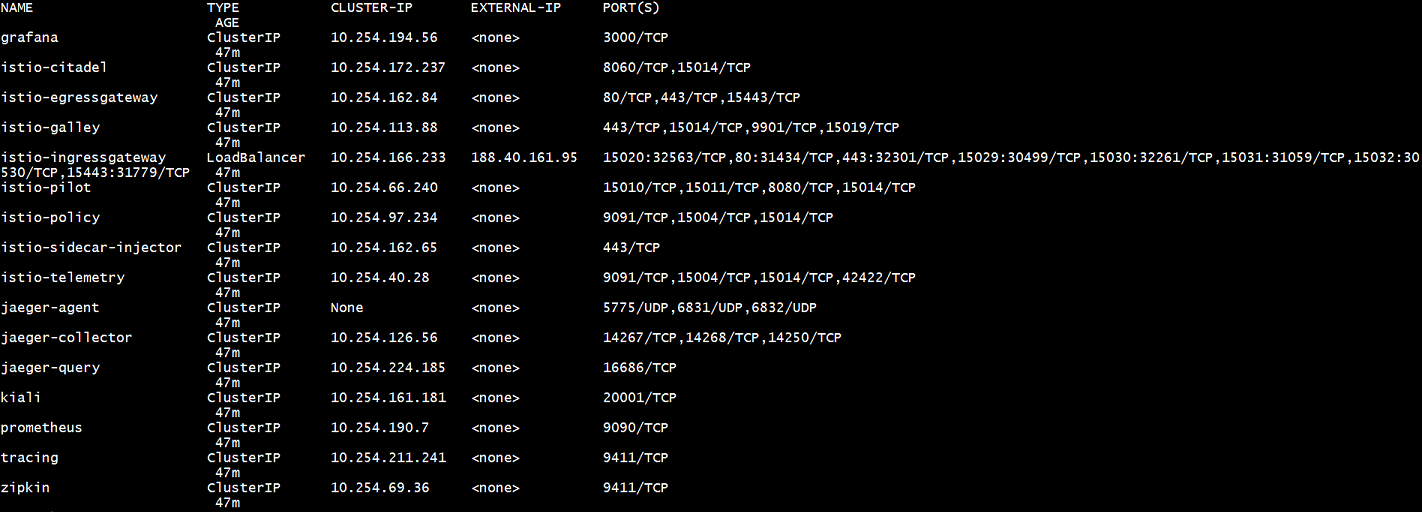 NAME TYPE CLUSTER-IP EXTERNAL-IP PORT(S)
AGE
grafana ClusterIP 10.254.194.56 <none> 3000/TCP
47m
istio-citadel ClusterIP 10.254.172.237 <none> 8060/TCP,15014/TCP
47m
istio-egressgateway ClusterIP 10.254.162.84 <none> 80/TCP,443/TCP,15443/TCP
47m
istio-galley ClusterIP 10.254.113.88 <none> 443/TCP,15014/TCP,9901/TCP,15019/TCP
47m
istio-ingressgateway LoadBalancer 10.254.166.233 188.40.161.95 15020:32563/TCP,80:31434/TCP,443:32301/TCP,15029:30499/TCP,15030:32261/TCP,15031:31059/TCP,15032:30
530/TCP,15443:31779/TCP 47m
istio-pilot ClusterIP 10.254.66.240 <none> 15010/TCP,15011/TCP,8080/TCP,15014/TCP
47m
istio-policy ClusterIP 10.254.97.234 <none> 9091/TCP,15004/TCP,15014/TCP
47m
istio-sidecar-injector ClusterIP 10.254.162.65 <none> 443/TCP
47m
istio-telemetry ClusterIP 10.254.40.28 <none> 9091/TCP,15004/TCP,15014/TCP,42422/TCP
47m
jaeger-agent ClusterIP None <none> 5775/UDP,6831/UDP,6832/UDP
47m
jaeger-collector ClusterIP 10.254.126.56 <none> 14267/TCP,14268/TCP,14250/TCP
47m
jaeger-query ClusterIP 10.254.224.185 <none> 16686/TCP
47m
kiali ClusterIP 10.254.161.181 <none> 20001/TCP
47m
prometheus ClusterIP 10.254.190.7 <none> 9090/TCP
47m
tracing ClusterIP 10.254.211.241 <none> 9411/TCP
47m
zipkin ClusterIP 10.254.69.36 <none> 9411/TCP
47m